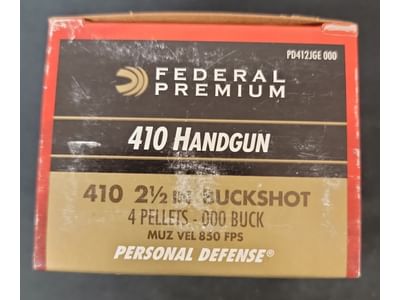 PD412JGE 000
FEDERAL
PREMIUM
410 HANDGUN
410 2½ IN. BUCKSHOT
4 PELLETS - 000 BUCK
MUZ VEL 850 FPS
PERSONAL DEFENSE®